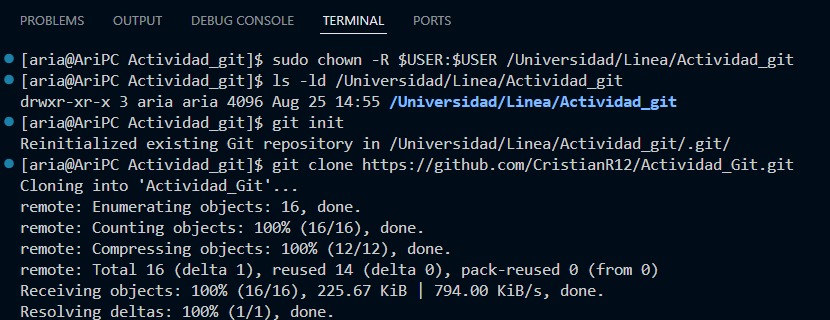 PROBLEMS OUTPUT DEBUG CONSOLE TERMINAL PORTS
[aria@AriPC Actividad_git]$ sudo chown -R $USER:$USER /Universidad/Linea/Actividad_git
[aria@AriPC Actividad_git]$ ls -ld /Universidad/Linea/Actividad_git
drwxr-xr-x 3 aria aria 4096 Aug 25 14:55 /Universidad/Linea/Actividad_git
[aria@AriPC Actividad_git]$ git init
Reinitialized existing Git repository in /Universidad/Linea/Actividad_git/.git/
[aria@AriPC Actividad_git]$ git clone https://github.com/CristianR12/Actividad_Git.git
Cloning into 'Actividad_Git'...
remote: Enumerating objects: 16, done.
remote: Counting objects: 100% (16/16), done.
remote: Compressing objects: 100% (12/12), done.
remote: Total 16 (delta 1), reused 14 (delta 0), pack-reused 0 (from 0)
Receiving objects: 100% (16/16), 225.67 KiB | 794.00 KiB/s, done.
Resolving deltas: 100% (1/1), done.